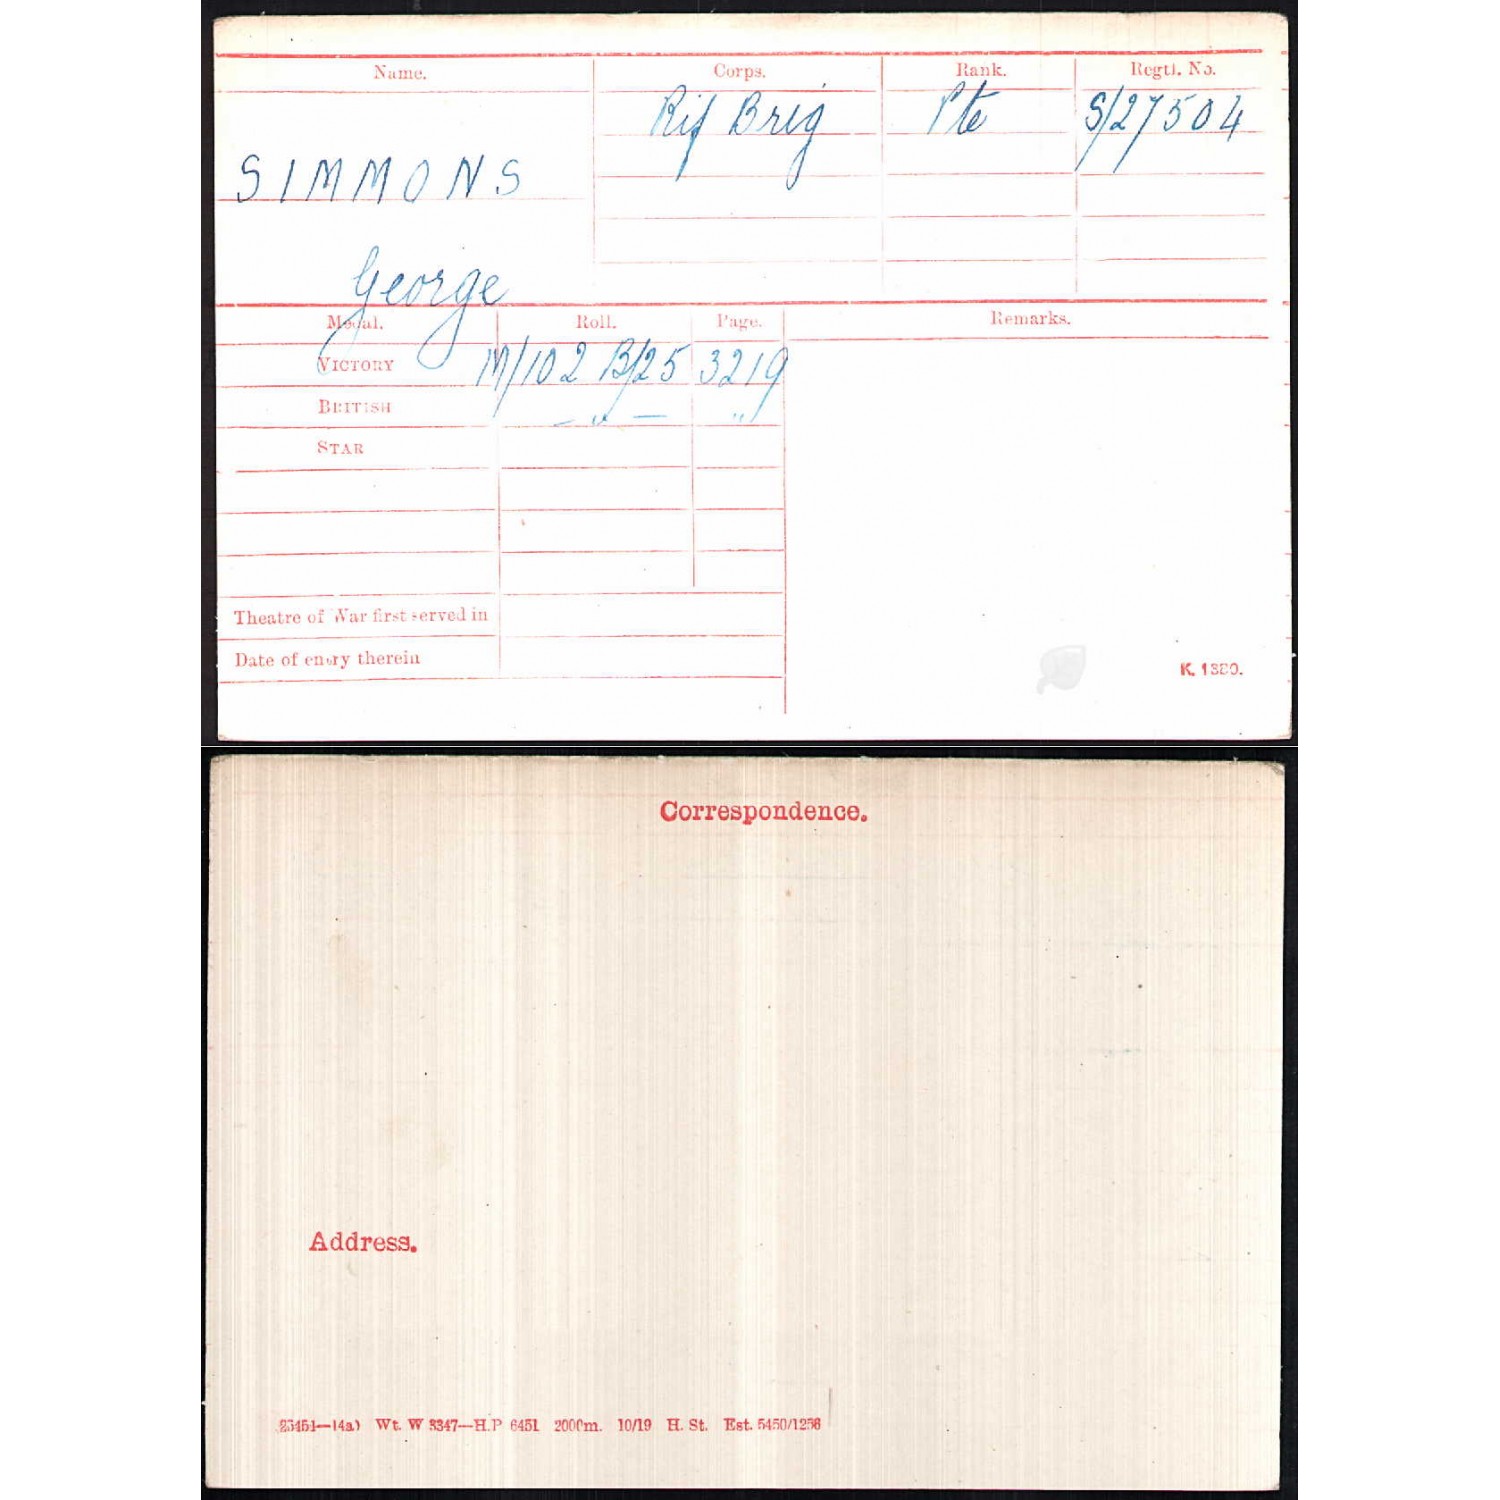 Name. Corps. Rank. Regtl. No.
Rif Brig Pte S/27504
SIMMONS
George
Medal. Roll. Page. Remarks.
VICTORY M/102 B/25 3219
BRITISH — " — "
STAR
Theatre of War first served in
Date of entry therein
K. 1380.
Correspondence.
Address.
Wt. W 3347—H.P 6451 2000m. 10/19 H. St. Est. 5450/1256